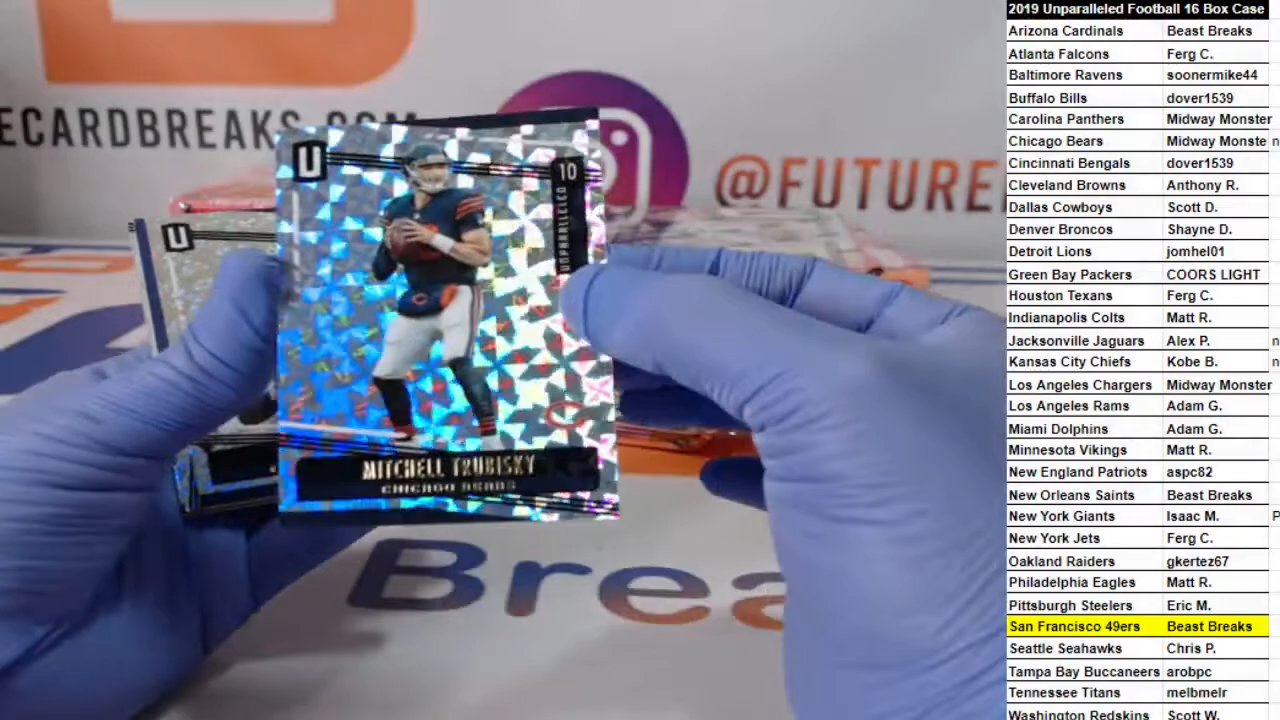 ECARDBREAKS.COM
@FUTURE
U
10
UNPARALLELED
U
MITCHELL TRUBISKY
CHICAGO BEARS
Brea
2019 Unparalleled Football 16 Box Case
Arizona Cardinals Beast Breaks
Atlanta Falcons Ferg C.
Baltimore Ravens soonermike44
Buffalo Bills dover1539
Carolina Panthers Midway Monster
Chicago Bears Midway Monste n
Cincinnati Bengals dover1539
Cleveland Browns Anthony R.
Dallas Cowboys Scott D.
Denver Broncos Shayne D.
Detroit Lions jomhel01
Green Bay Packers COORS LIGHT
Houston Texans Ferg C.
Indianapolis Colts Matt R.
Jacksonville Jaguars Alex P. n
Kansas City Chiefs Kobe B. n
Los Angeles Chargers Midway Monster
Los Angeles Rams Adam G.
Miami Dolphins Adam G.
Minnesota Vikings Matt R.
New England Patriots aspc82
New Orleans Saints Beast Breaks
New York Giants Isaac M. P
New York Jets Ferg C.
Oakland Raiders gkertez67
Philadelphia Eagles Matt R.
Pittsburgh Steelers Eric M.
San Francisco 49ers Beast Breaks
Seattle Seahawks Chris P.
Tampa Bay Buccaneers arobpc
Tennessee Titans melbmelr
Washington Redskins Scott W.